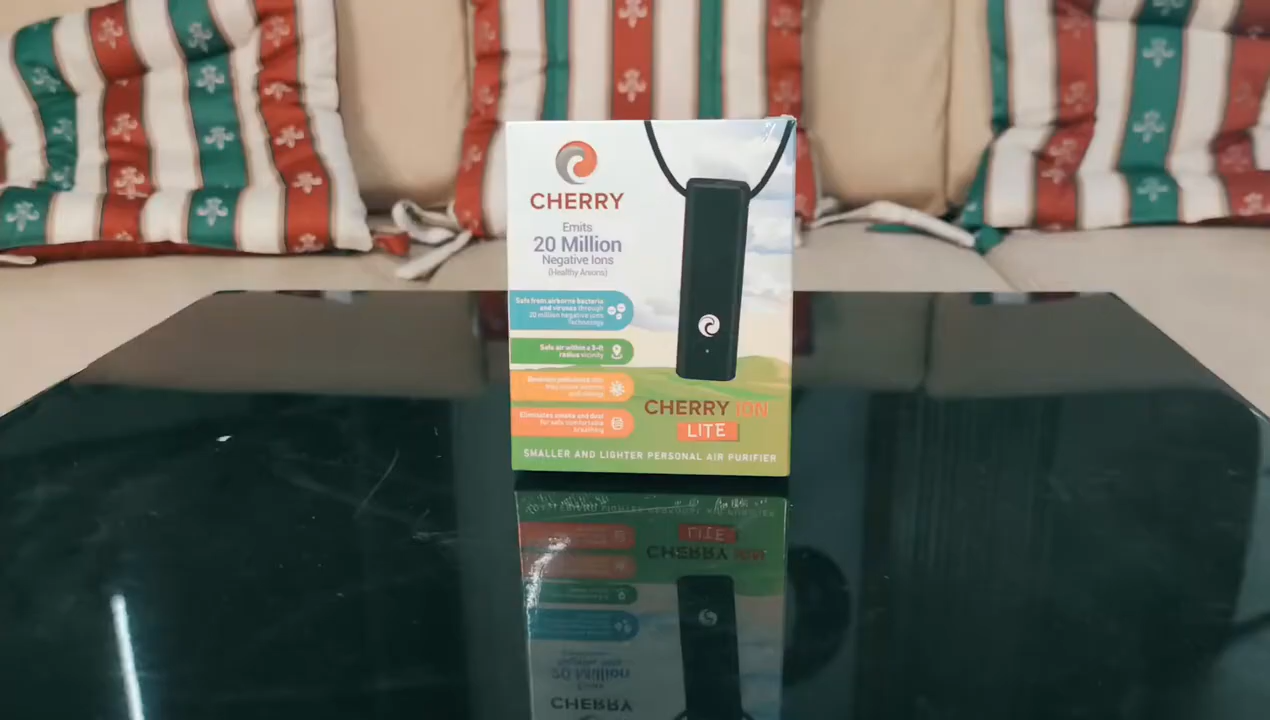 CHERRY
Emits
20 Million
Negative Ions
(Healthy Anions)
Safe from airborne bacteria
and viruses through
20 million negative ions
Technology
Safe air within a 3-ft
radius vicinity
Eliminates smoke and dust
for safe comfortable
breathing
CHERRY ION
LITE
SMALLER AND LIGHTER PERSONAL AIR PURIFIER